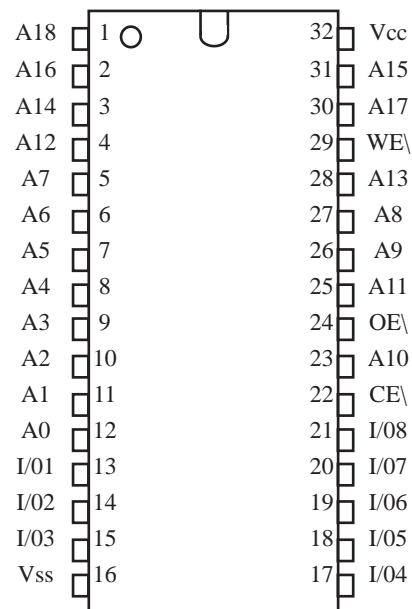 A18 1 32 Vcc
A16 2 31 A15
A14 3 30 A17
A12 4 29 WE\
A7 5 28 A13
A6 6 27 A8
A5 7 26 A9
A4 8 25 A11
A3 9 24 OE\
A2 10 23 A10
A1 11 22 CE\
A0 12 21 I/08
I/01 13 20 I/07
I/02 14 19 I/06
I/03 15 18 I/05
Vss 16 17 I/04